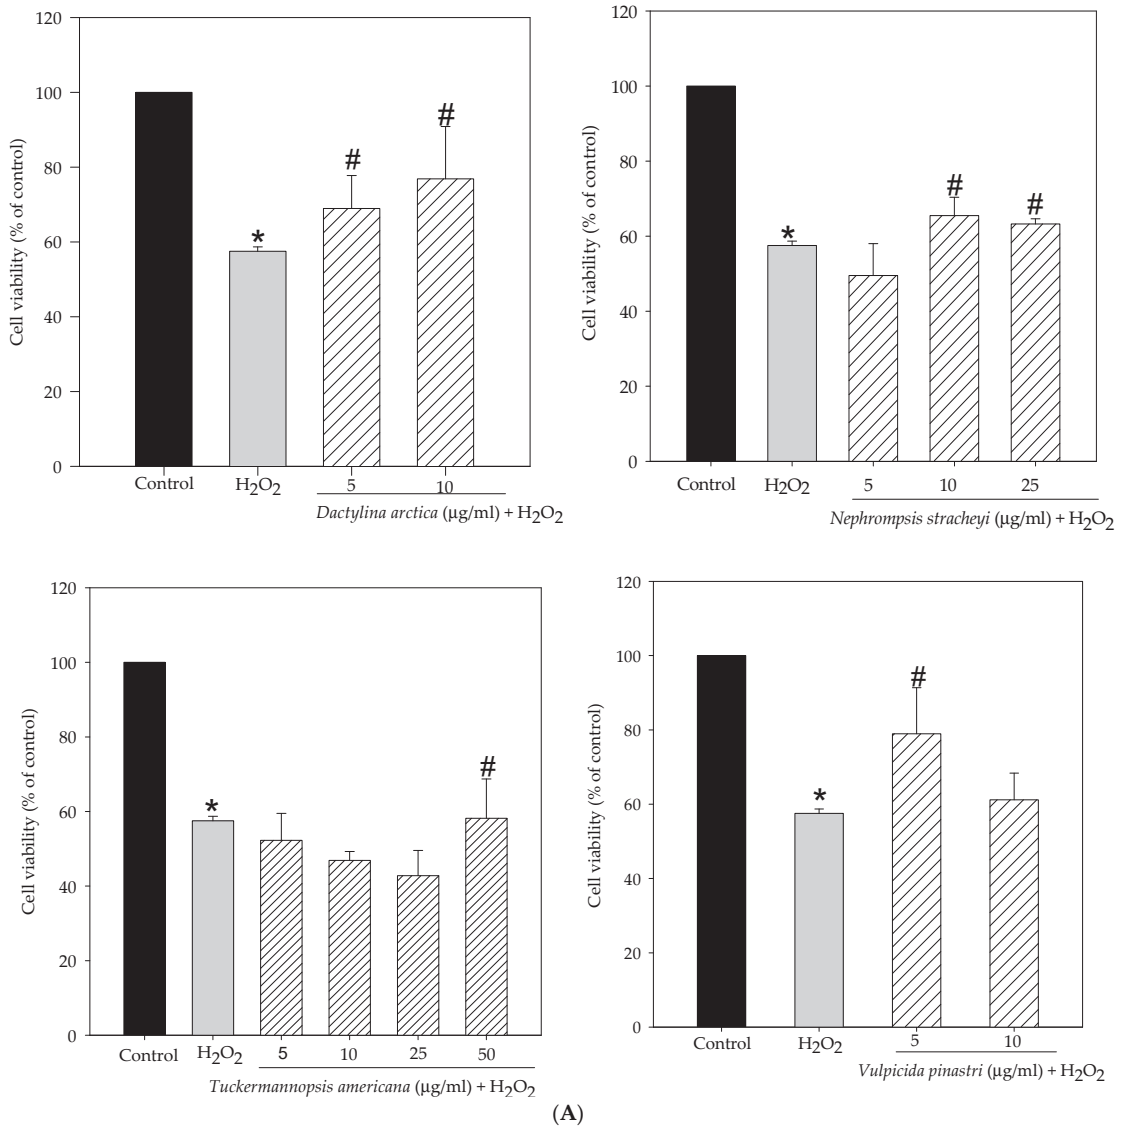 120
100
80
60
40
20
0
Cell viability (% of control)
*
#
#
Control
H2O2
5
10
Dactylina arctica (µg/ml) + H2O2
120
100
80
60
40
20
0
Cell viability (% of control)
*
#
#
Control
H2O2
5
10
25
Nephrompsis stracheyi (µg/ml) + H2O2
120
100
80
60
40
20
0
Cell viability (% of control)
*
#
Control
H2O2
5
10
25
50
Tuckermannopsis americana (µg/ml) + H2O2
120
100
80
60
40
20
0
Cell viability (% of control)
*
#
Control
H2O2
5
10
Vulpicida pinastri (µg/ml) + H2O2
(A)